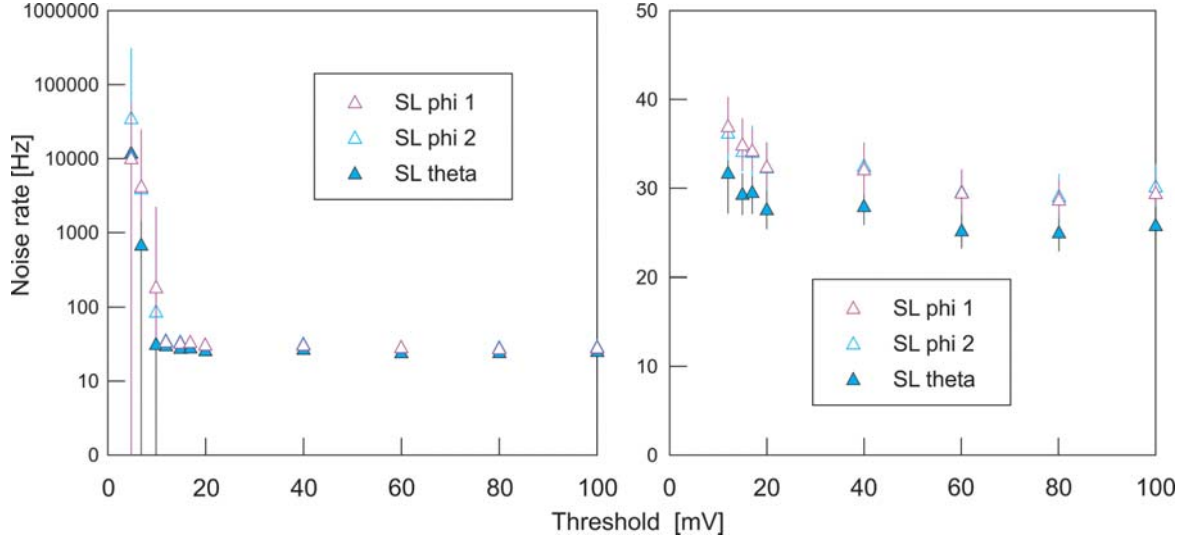 1000000
100000
10000
1000
100
10
0
Noise rate [Hz]
SL phi 1
SL phi 2
SL theta
0 20 40 60 80 100
50
40
30
20
10
0
SL phi 1
SL phi 2
SL theta
0 20 40 60 80 100
Threshold [mV]